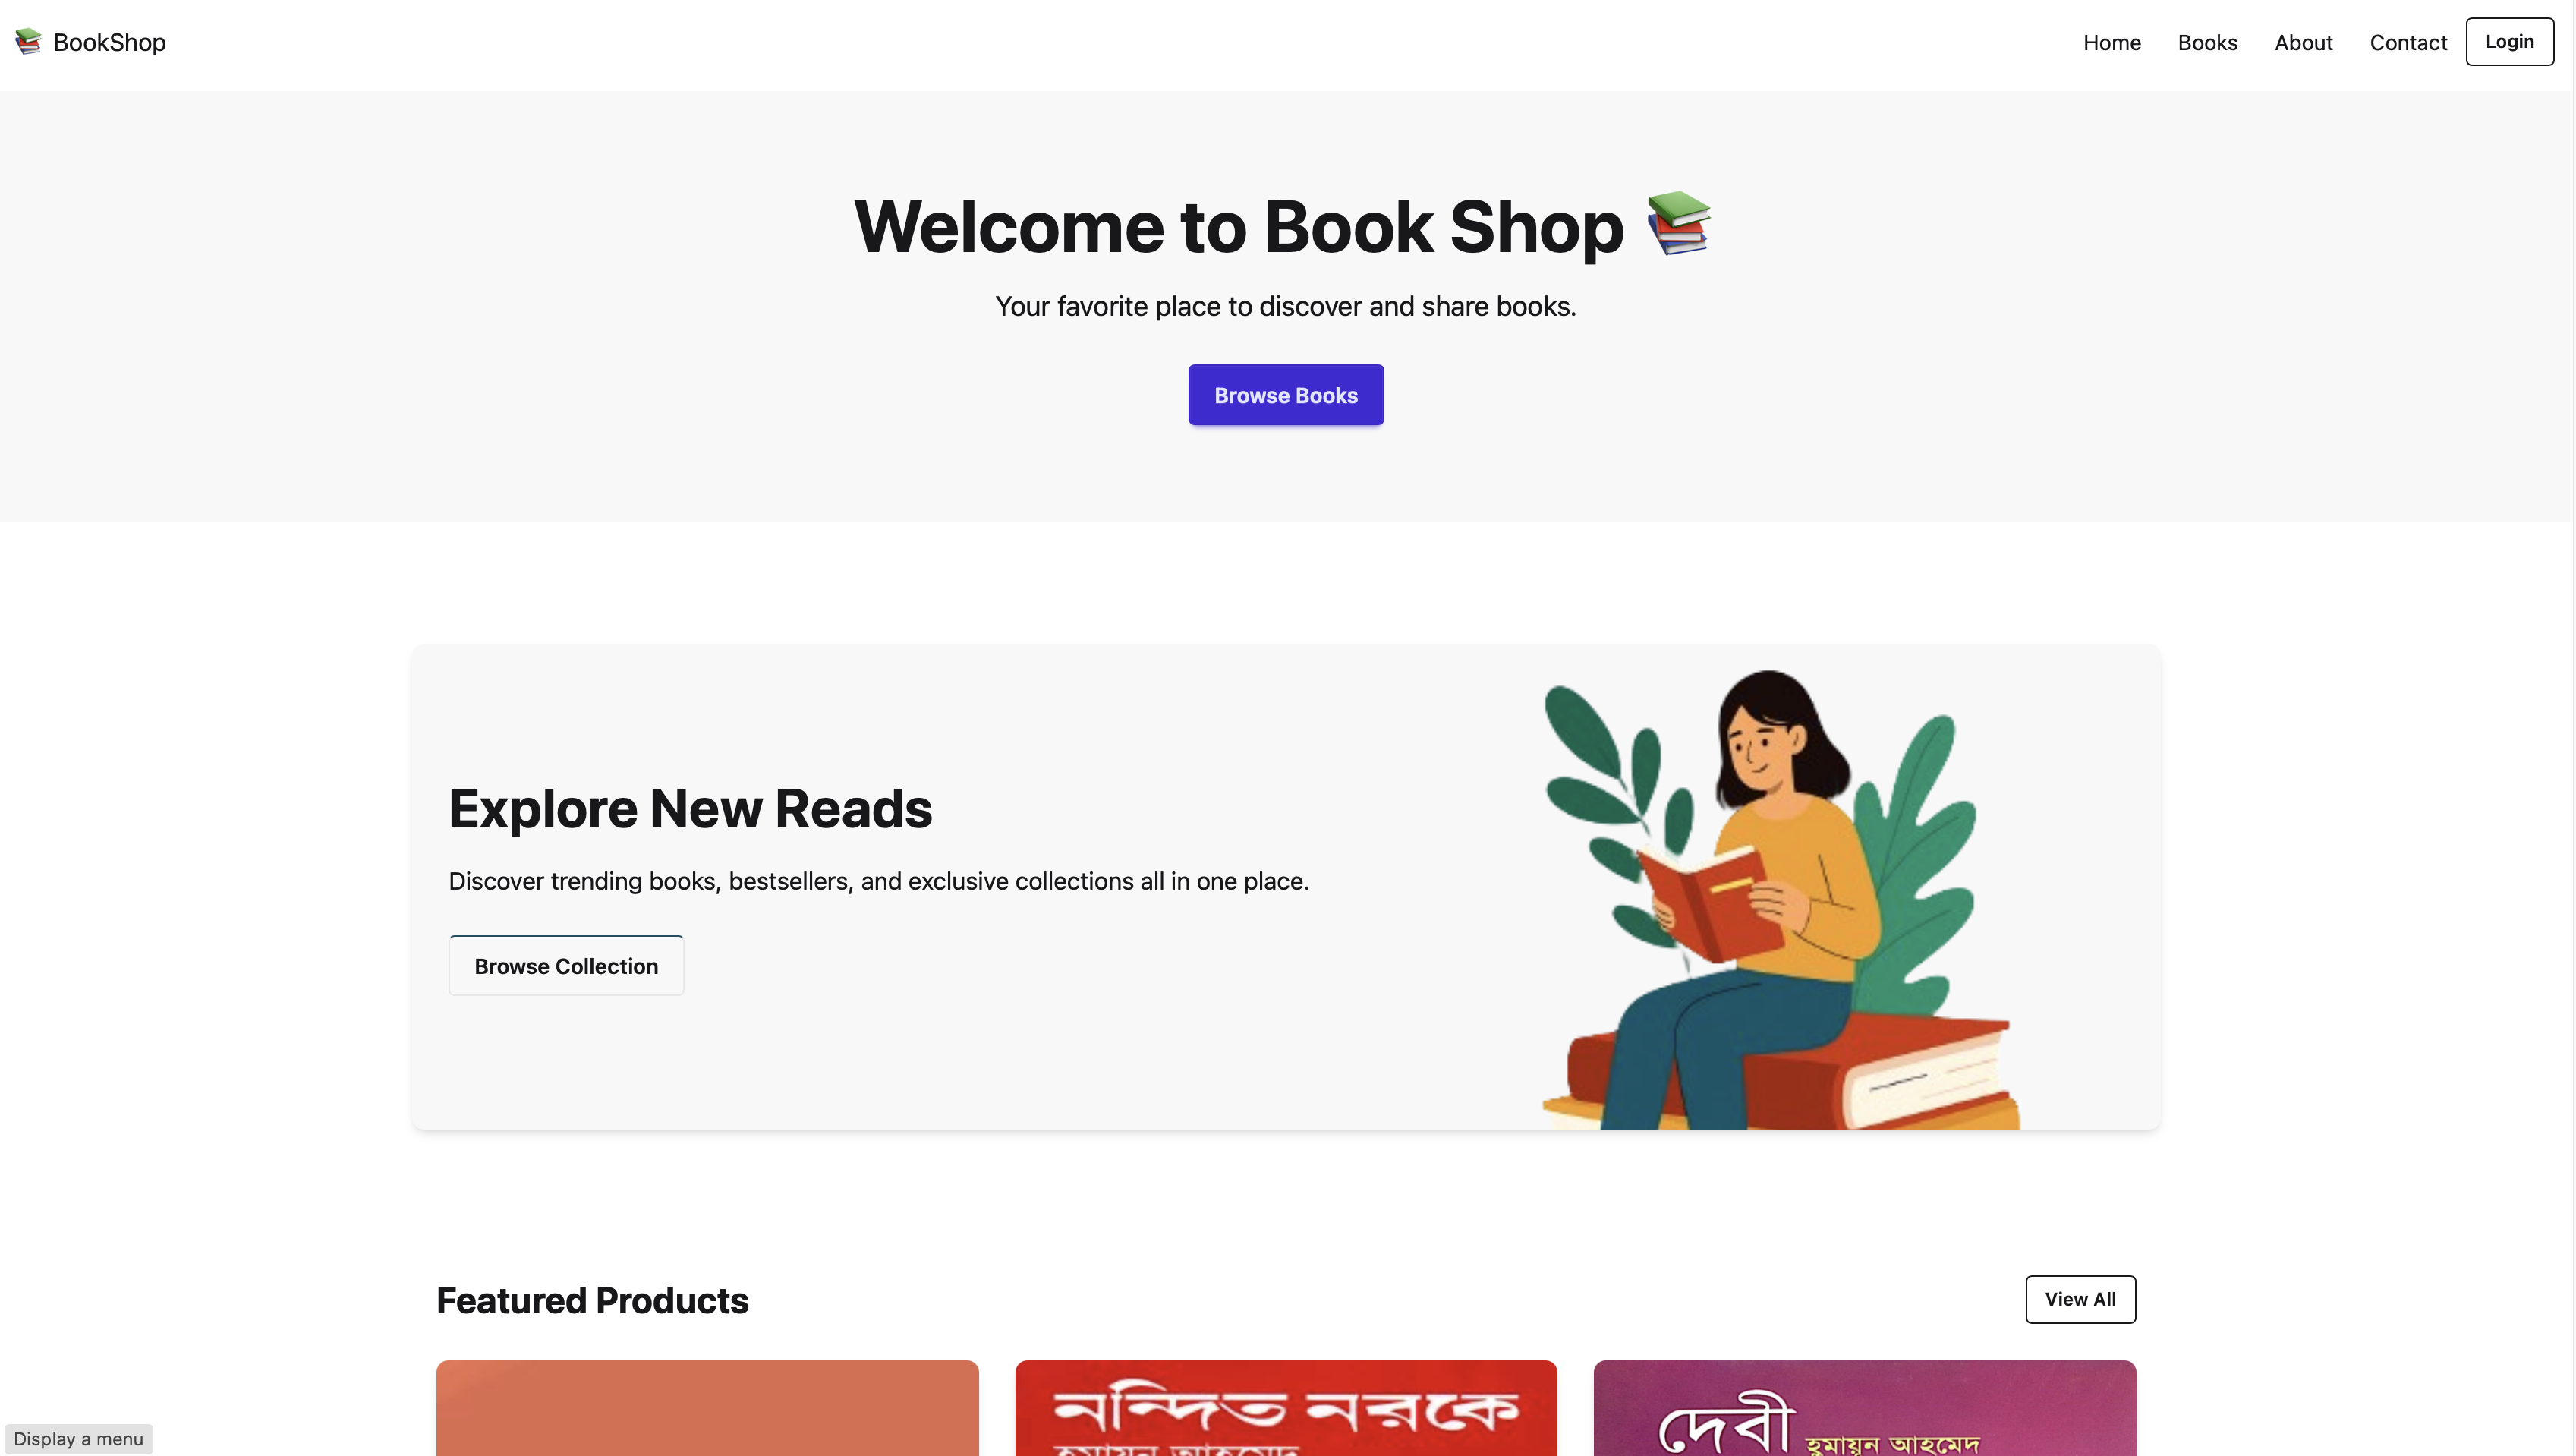 BookShop
Home Books About Contact Login
Welcome to Book Shop
Your favorite place to discover and share books.
Browse Books
Explore New Reads
Discover trending books, bestsellers, and exclusive collections all in one place.
Browse Collection
Featured Products
View All
নন্দিত নরকে
হুমায়ূন আহমেদ
দেবী
হুমায়ূন আহমেদ
Display a menu